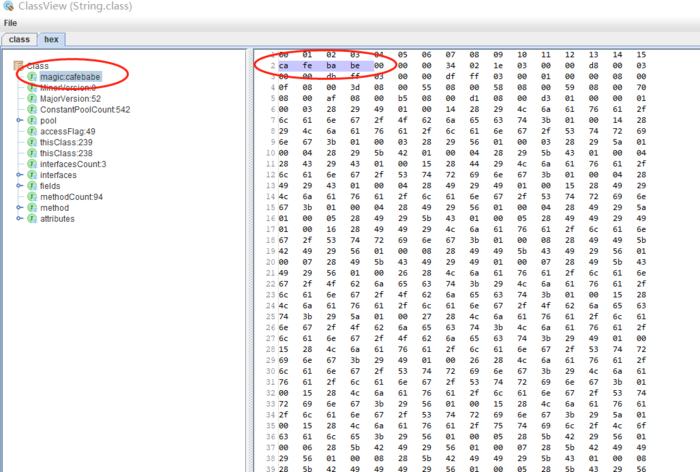 ClassView (String.class)
File
class hex
Class
magic:cafebabe
MinorVersion:0
MajorVersion:52
ConstantPoolCount:542
pool
accessFlag:49
thisClass:239
thisClass:238
interfacesCount:3
interfaces
fields
methodCount:94
method
attributes
1 00 01 02 03 04 05 06 07 08 09 10 11 12 13 14 15
2 ca fe ba be 00 00 00 34 02 1e 03 00 00 d8 00 03
3 00 00 db ff 03 00 00 df ff 03 00 01 00 00 08 00
4 0f 08 00 3d 08 00 55 08 00 58 08 00 59 08 00 70
5 08 00 af 08 00 b5 08 00 d1 08 00 d3 01 00 00 01
6 00 03 28 29 49 01 00 14 28 29 4c 6a 61 76 61 2f
7 6c 61 6e 67 2f 4f 62 6a 65 63 74 3b 01 00 14 28
8 29 4c 6a 61 76 61 2f 6c 61 6e 67 2f 53 74 72 69
9 6e 67 3b 01 00 03 28 29 56 01 00 03 28 29 5a 01
10 00 04 28 29 5b 42 01 00 04 28 29 5b 43 01 00 04
11 28 43 29 43 01 00 15 28 44 29 4c 6a 61 76 61 2f
12 6c 61 6e 67 2f 53 74 72 69 6e 67 3b 01 00 04 28
13 49 29 43 01 00 04 28 49 29 49 01 00 15 28 49 29
14 4c 6a 61 76 61 2f 6c 61 6e 67 2f 53 74 72 69 6e
15 67 3b 01 00 04 28 49 29 56 01 00 04 28 49 29 5a
16 01 00 05 28 49 29 5b 43 01 00 05 28 49 49 29 49
17 01 00 16 28 49 49 29 4c 6a 61 76 61 2f 6c 61 6e
18 67 2f 53 74 72 69 6e 67 3b 01 00 08 28 49 49 5b
19 42 49 29 56 01 00 08 28 49 49 5b 43 49 29 56 01
20 00 07 28 49 5b 43 49 29 49 01 00 07 28 49 5b 43
21 49 29 56 01 00 26 28 4c 6a 61 76 61 2f 6c 61 6e
22 67 2f 4f 62 6a 65 63 74 3b 29 4c 6a 61 76 61 2f
23 6c 61 6e 67 2f 4f 62 6a 65 63 74 3b 01 00 15 28
24 4c 6a 61 76 61 2f 6c 61 6e 67 2f 4f 62 6a 65 63
25 74 3b 29 5a 01 00 27 28 4c 6a 61 76 61 2f 6c 61
26 6e 67 2f 4f 62 6a 65 63 74 3b 4c 6a 61 76 61 2f
27 6c 61 6e 67 2f 4f 62 6a 65 63 74 3b 29 49 01 00
28 15 28 4c 6a 61 76 61 2f 6c 61 6e 67 2f 53 74 72
29 69 6e 67 3b 29 49 01 00 26 28 4c 6a 61 76 61 2f
30 6c 61 6e 67 2f 53 74 72 69 6e 67 3b 29 4c 6a 61
31 76 61 2f 6c 61 6e 67 2f 53 74 72 69 6e 67 3b 01
32 00 15 28 4c 6a 61 76 61 2f 6c 61 6e 67 2f 53 74
33 72 69 6e 67 3b 29 56 01 00 15 28 4c 6a 61 76 61
34 2f 6c 61 6e 67 2f 53 74 72 69 6e 67 3b 29 5a 01
35 00 15 28 4c 6a 61 76 61 2f 75 74 69 6c 2f 4c 6f
36 63 61 6c 65 3b 29 56 01 00 05 28 5b 42 29 56 01
37 00 06 28 5b 42 49 29 56 01 00 07 28 5b 42 49 49
38 29 56 01 00 08 28 5b 42 49 49 29 5b 43 01 00 08
39 28 5b 42 49 49 49 29 56 01 00 05 28 5b 43 29 56